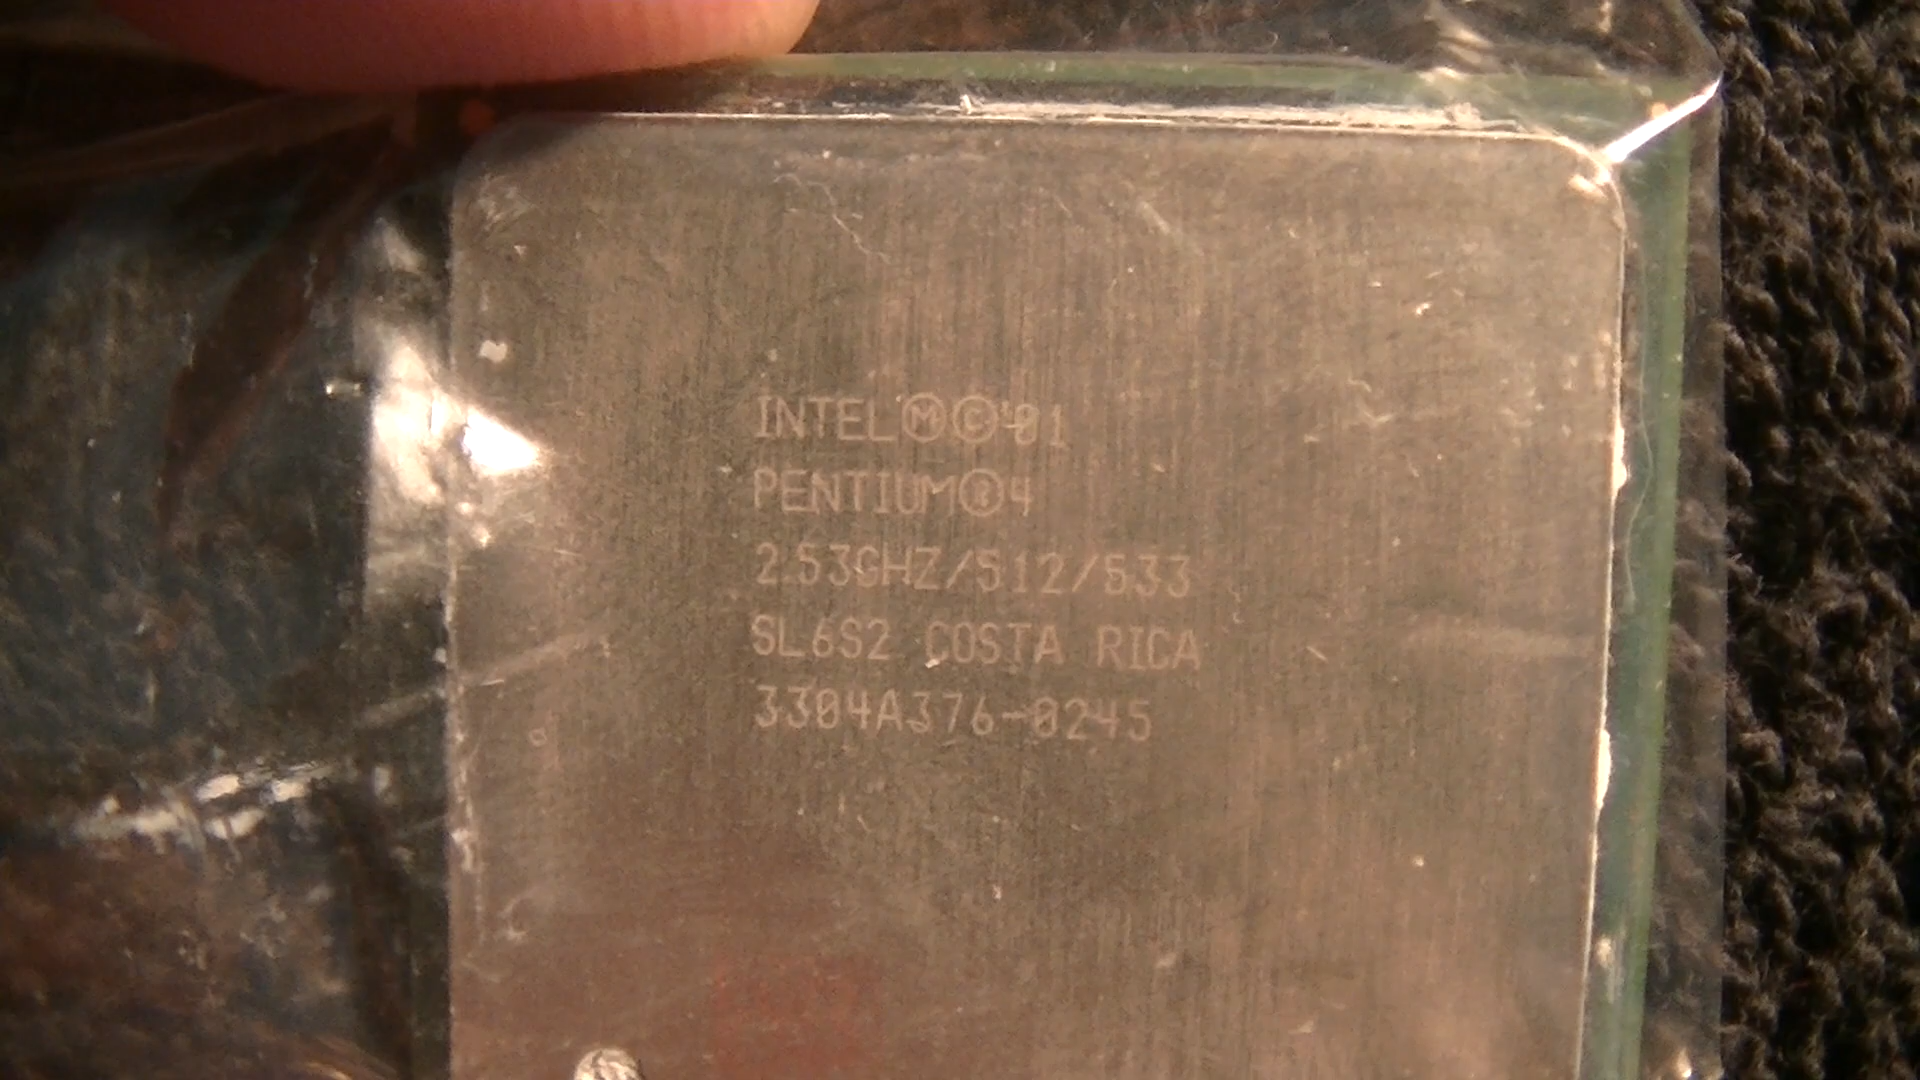 INTEL Ⓜ©'01
PENTIUM®4
2.53GHZ/512/533
SL6S2 COSTA RICA
3304A376-0245